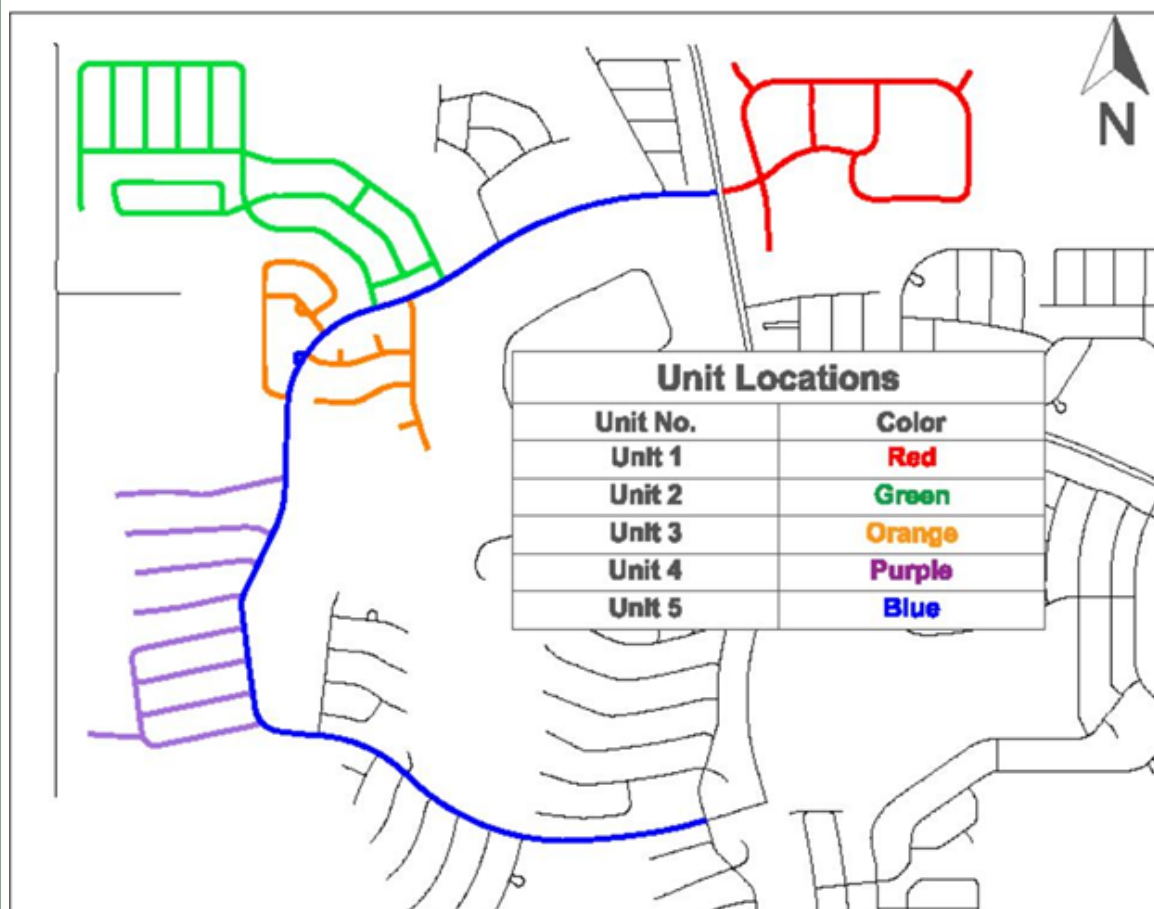 N
Unit Locations
Unit No. Color
Unit 1 Red
Unit 2 Green
Unit 3 Orange
Unit 4 Purple
Unit 5 Blue